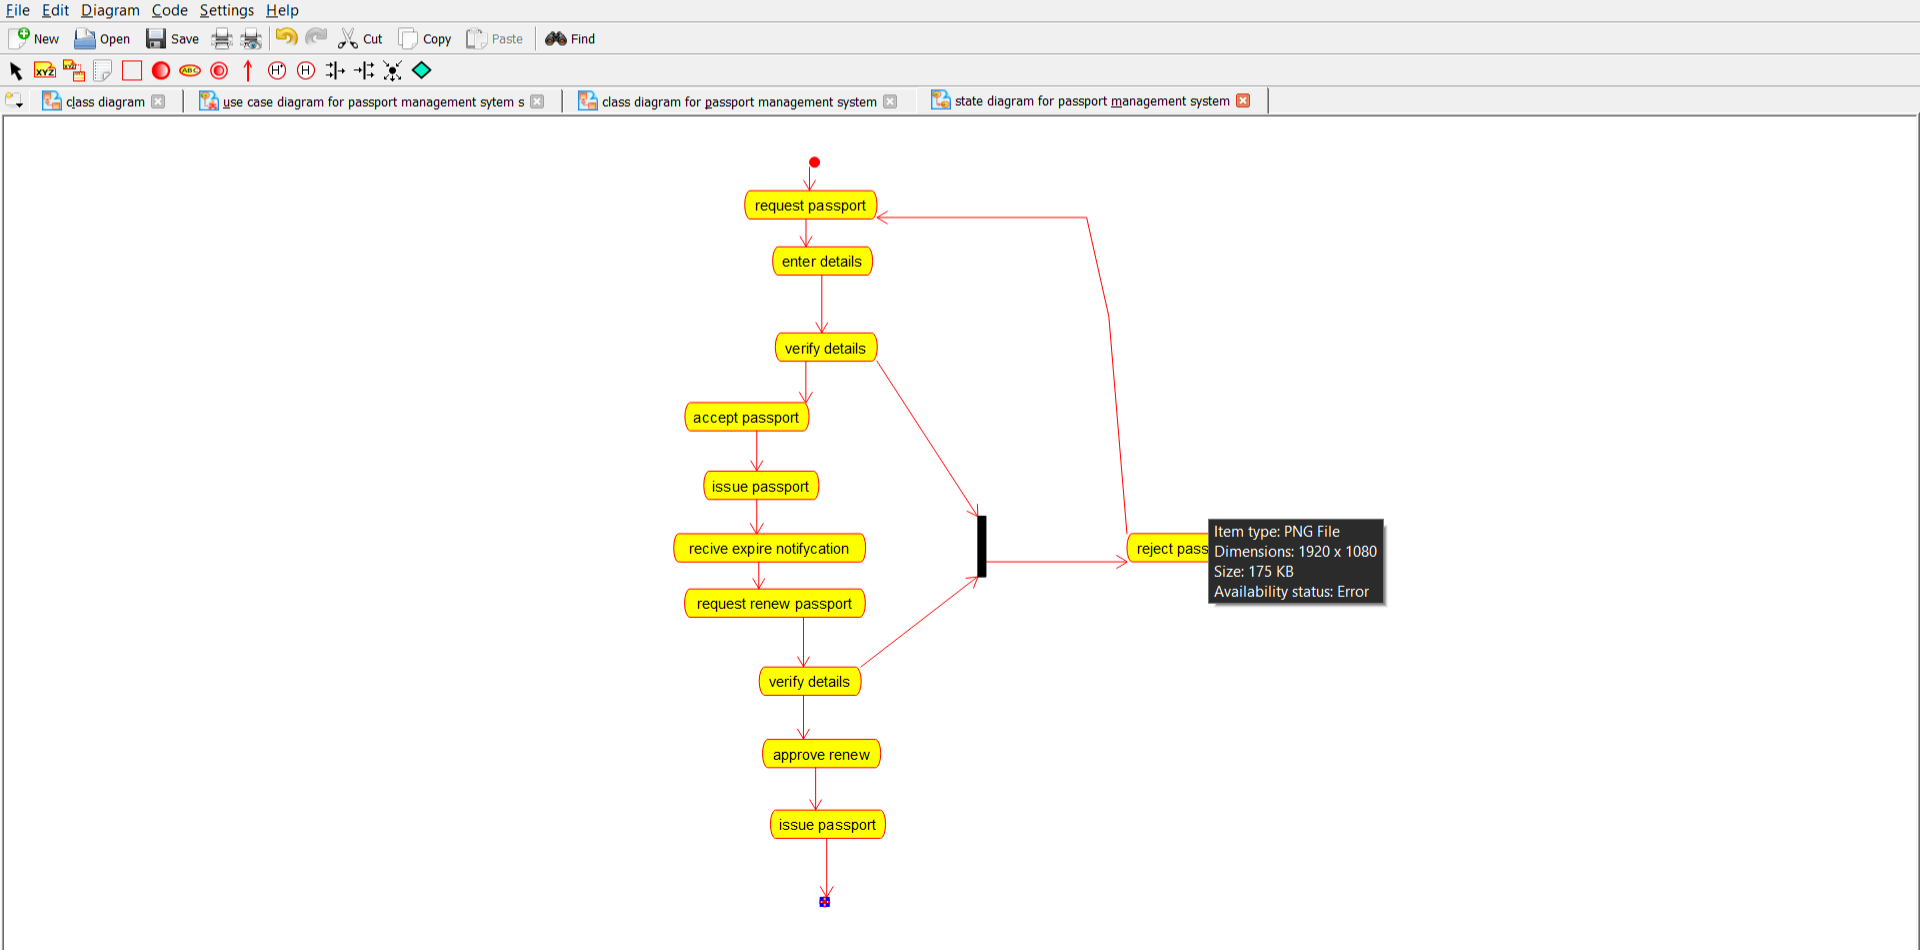 File Edit Diagram Code Settings Help
New Open Save Cut Copy Paste Find
XYZ XYZ ABC H* H
class diagram use case diagram for passport management sytem s class diagram for passport management system state diagram for passport management system
request passport
enter details
verify details
accept passport
issue passport
recive expire notifycation
request renew passport
verify details
approve renew
issue passport
reject pass
Item type: PNG File
Dimensions: 1920 x 1080
Size: 175 KB
Availability status: Error